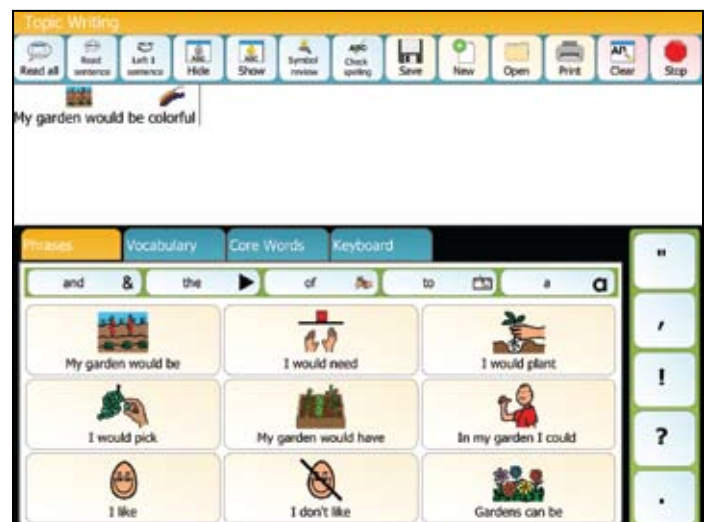 Topic Writing
Read all Read sentence Left 1 sentence Hide Show Symbol review Check spelling Save New Open Print Clear Stop
My garden would be colorful
Phrases Vocabulary Core Words Keyboard
and & the of to a a
"
My garden would be I would need I would plant
,
!
I would pick My garden would have In my garden I could
?
I like I don't like Gardens can be
.